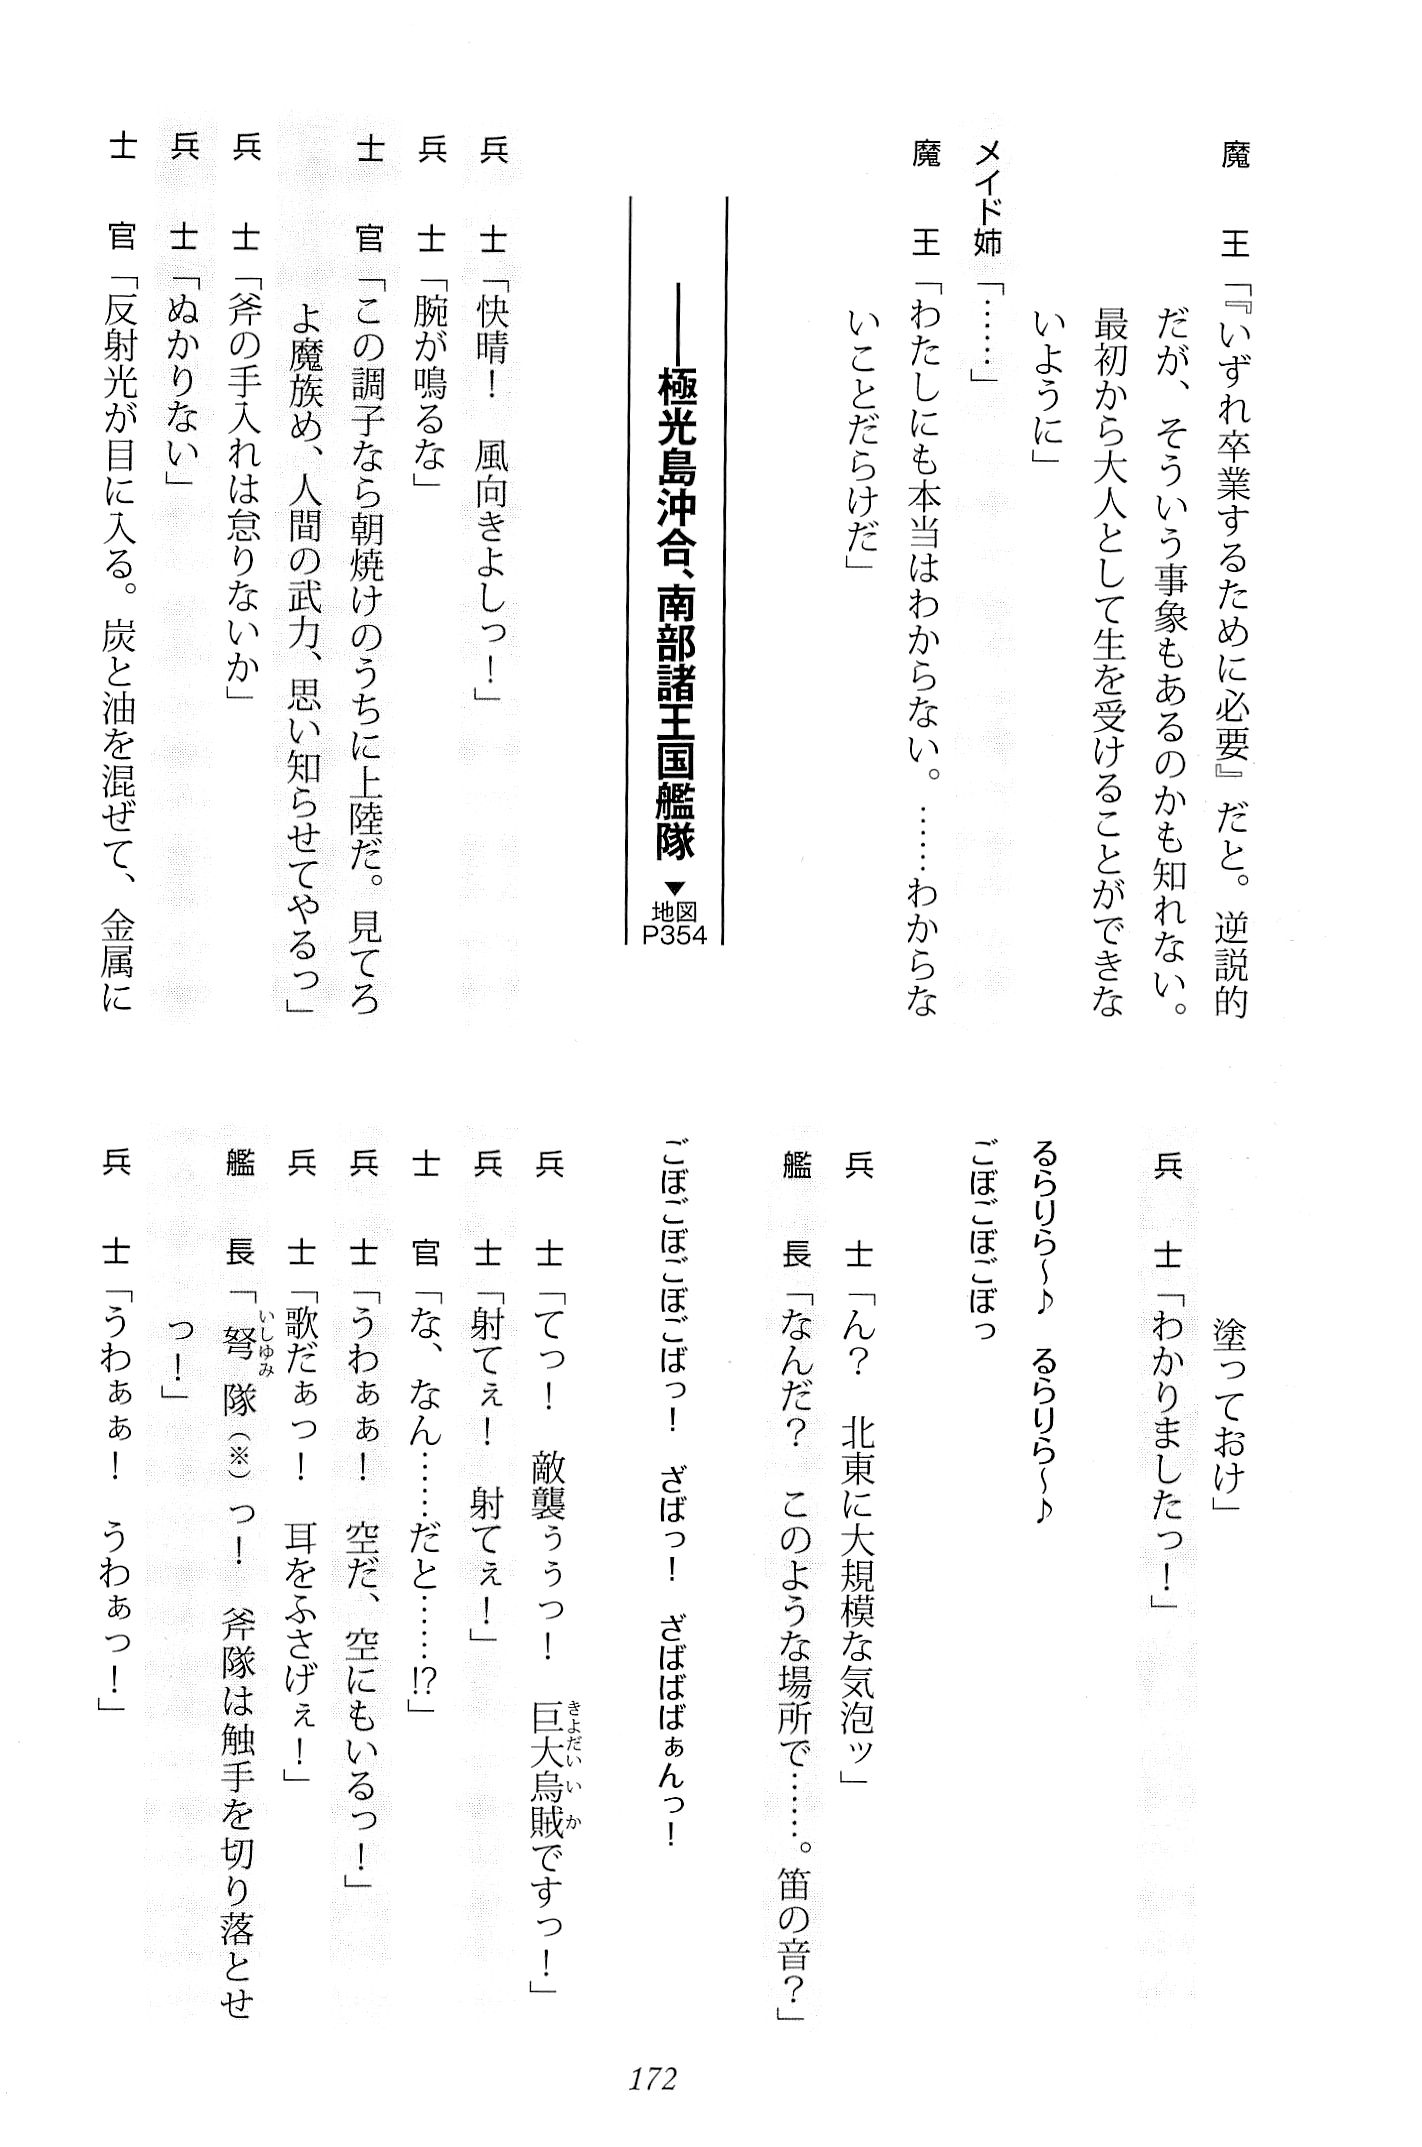 魔王「『いずれ卒業するために必要』だと。逆説的
だが、そういう事象もあるのかも知れない。
最初から大人として生を受けることができな
いように」
メイド姉「……」
魔王「わたしにも本当はわからない。……わからな
いことだらけだ」
――極光島沖合、南部諸王国艦隊 ▼地図P354
兵士「快晴！　風向きよしっ！」
兵士「腕が鳴るな」
士官「この調子なら朝焼けのうちに上陸だ。見てろ
よ魔族め、人間の武力、思い知らせてやるっ」
兵士「斧の手入れは怠りないか」
兵士「ぬかりない」
士官「反射光が目に入る。炭と油を混ぜて、金属に
塗っておけ」
兵士「わかりましたっ！」
るらりら〜♪　るらりら〜♪
ごぼごぼごぼっ
兵士「ん？　北東に大規模な気泡ッ」
艦長「なんだ？　このような場所で……。笛の音？」
ごぼごぼごぼごばっ！　ざばっ！　ざばばばぁんっ！
兵士「てっ！　敵襲ぅぅっ！　巨大烏賊ですっ！」
きよだいいか
兵士「射てぇ！　射てぇ！」
士官「な、なん……だと……!?」
兵士「うわぁぁ！　空だ、空にもいるっ！」
兵士「歌だぁっ！　耳をふさげぇ！」
艦長「弩隊（※）っ！　斧隊は触手を切り落とせ
いしゆみ
っ！」
兵士「うわぁぁ！　うわぁっ！」
172